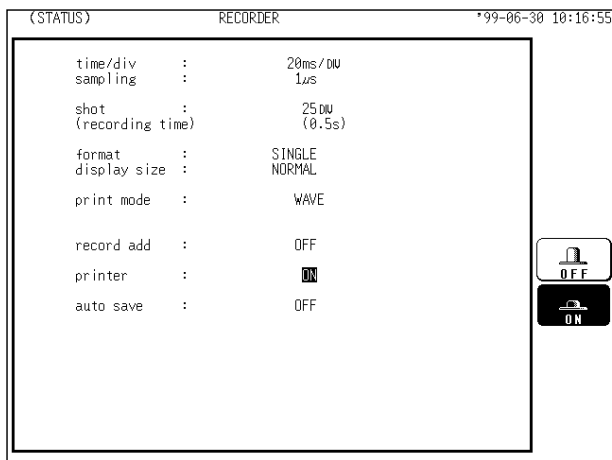 (STATUS) RECORDER '99-06-30 10:16:55
time/div : 20ms/DIV
sampling : 1µs
shot : 25DIV
(recording time) (0.5s)
format : SINGLE
display size : NORMAL
print mode : WAVE
record add : OFF
printer : ON
auto save : OFF
OFF
ON